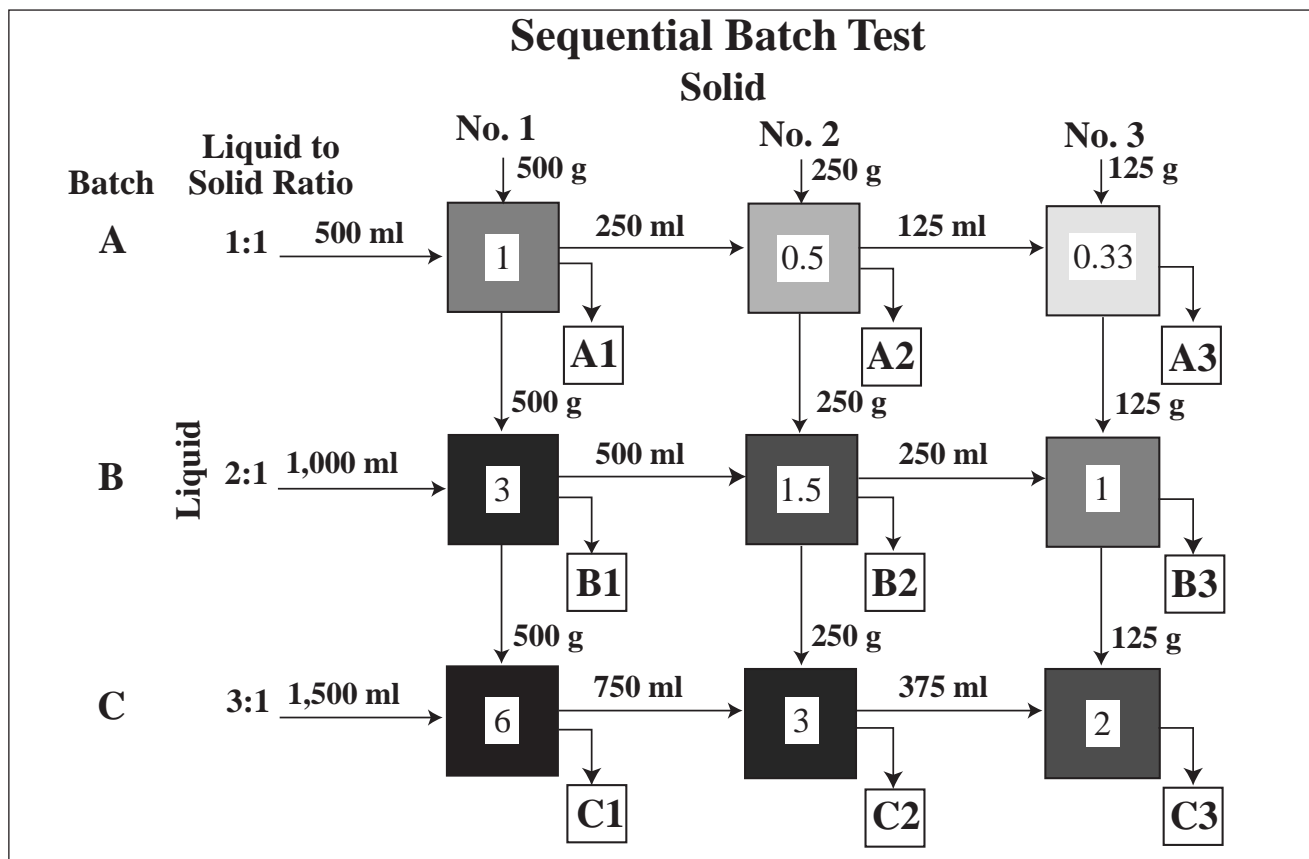 Sequential Batch Test
Solid
No. 1
No. 2
No. 3
Liquid to
Solid Ratio
Batch
500 g
250 g
125 g
A
1:1
500 ml
1
250 ml
0.5
125 ml
0.33
A1
A2
A3
500 g
250 g
125 g
Liquid
B
2:1
1,000 ml
3
500 ml
1.5
250 ml
1
B1
B2
B3
500 g
250 g
125 g
C
3:1
1,500 ml
6
750 ml
3
375 ml
2
C1
C2
C3